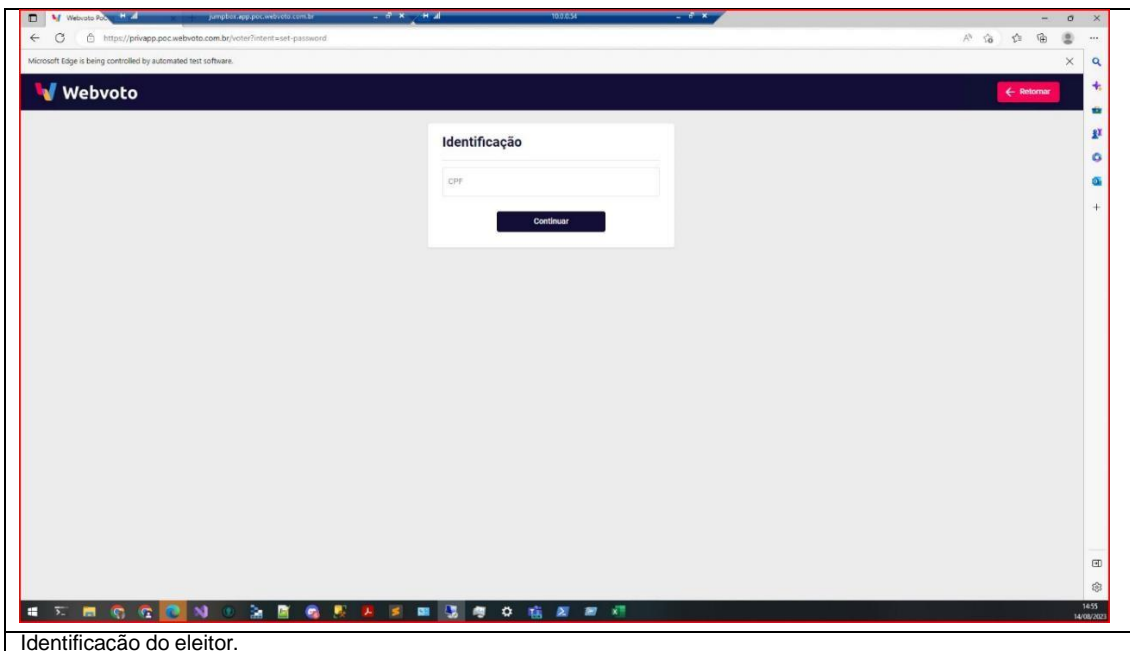 Webvoto PoC
jumpbox.app.poc.webvoto.com.br
10.0.0.34
https://privapp.poc.webvoto.com.br/voter?intent=set-password
Microsoft Edge is being controlled by automated test software.
Webvoto
Retornar
Identificação
CPF
Continuar
14:55
14/08/2023
Identificação do eleitor.